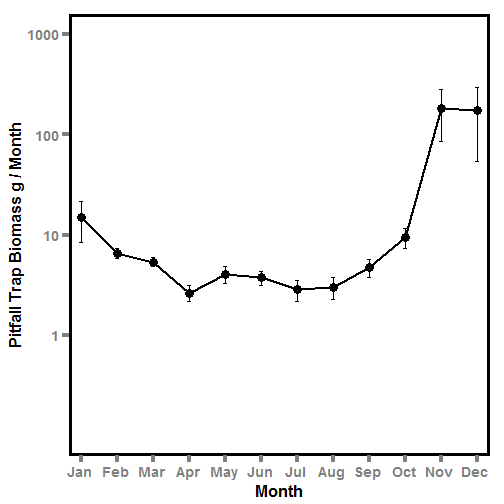 Pitfall Trap Biomass g / Month
1000
100
10
1
Jan Feb Mar Apr May Jun Jul Aug Sep Oct Nov Dec
Month